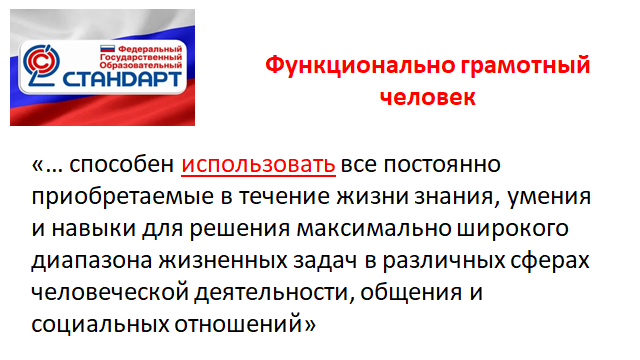 Федеральный
Государственный
Образовательный
СТАНДАРТ
Функционально грамотный
человек
«… способен использовать все постоянно
приобретаемые в течение жизни знания, умения
и навыки для решения максимально широкого
диапазона жизненных задач в различных сферах
человеческой деятельности, общения и
социальных отношений»